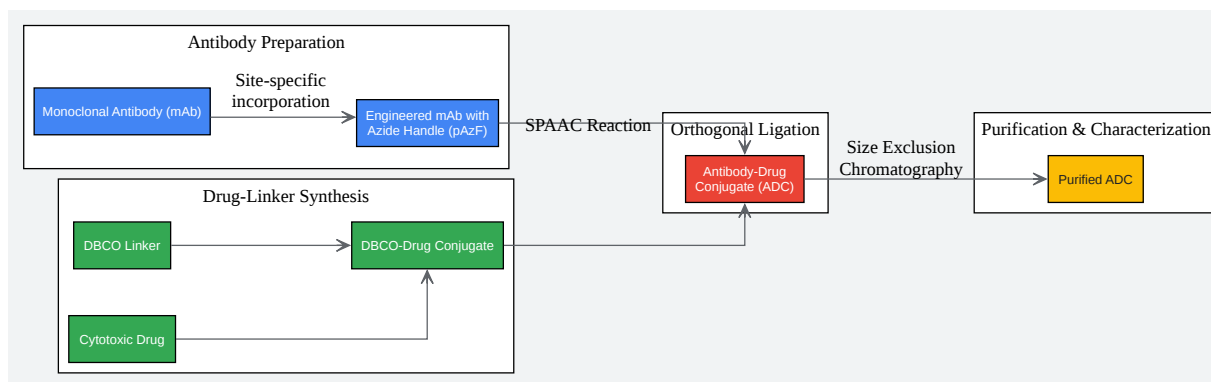 Antibody Preparation
Monoclonal Antibody (mAb)
Site-specific
incorporation
Engineered mAb with
Azide Handle (pAzF)
SPAAC Reaction
Drug-Linker Synthesis
DBCO Linker
DBCO-Drug Conjugate
Cytotoxic Drug
Orthogonal Ligation
Antibody-Drug
Conjugate (ADC)
Size Exclusion
Chromatography
Purification & Characterization
Purified ADC